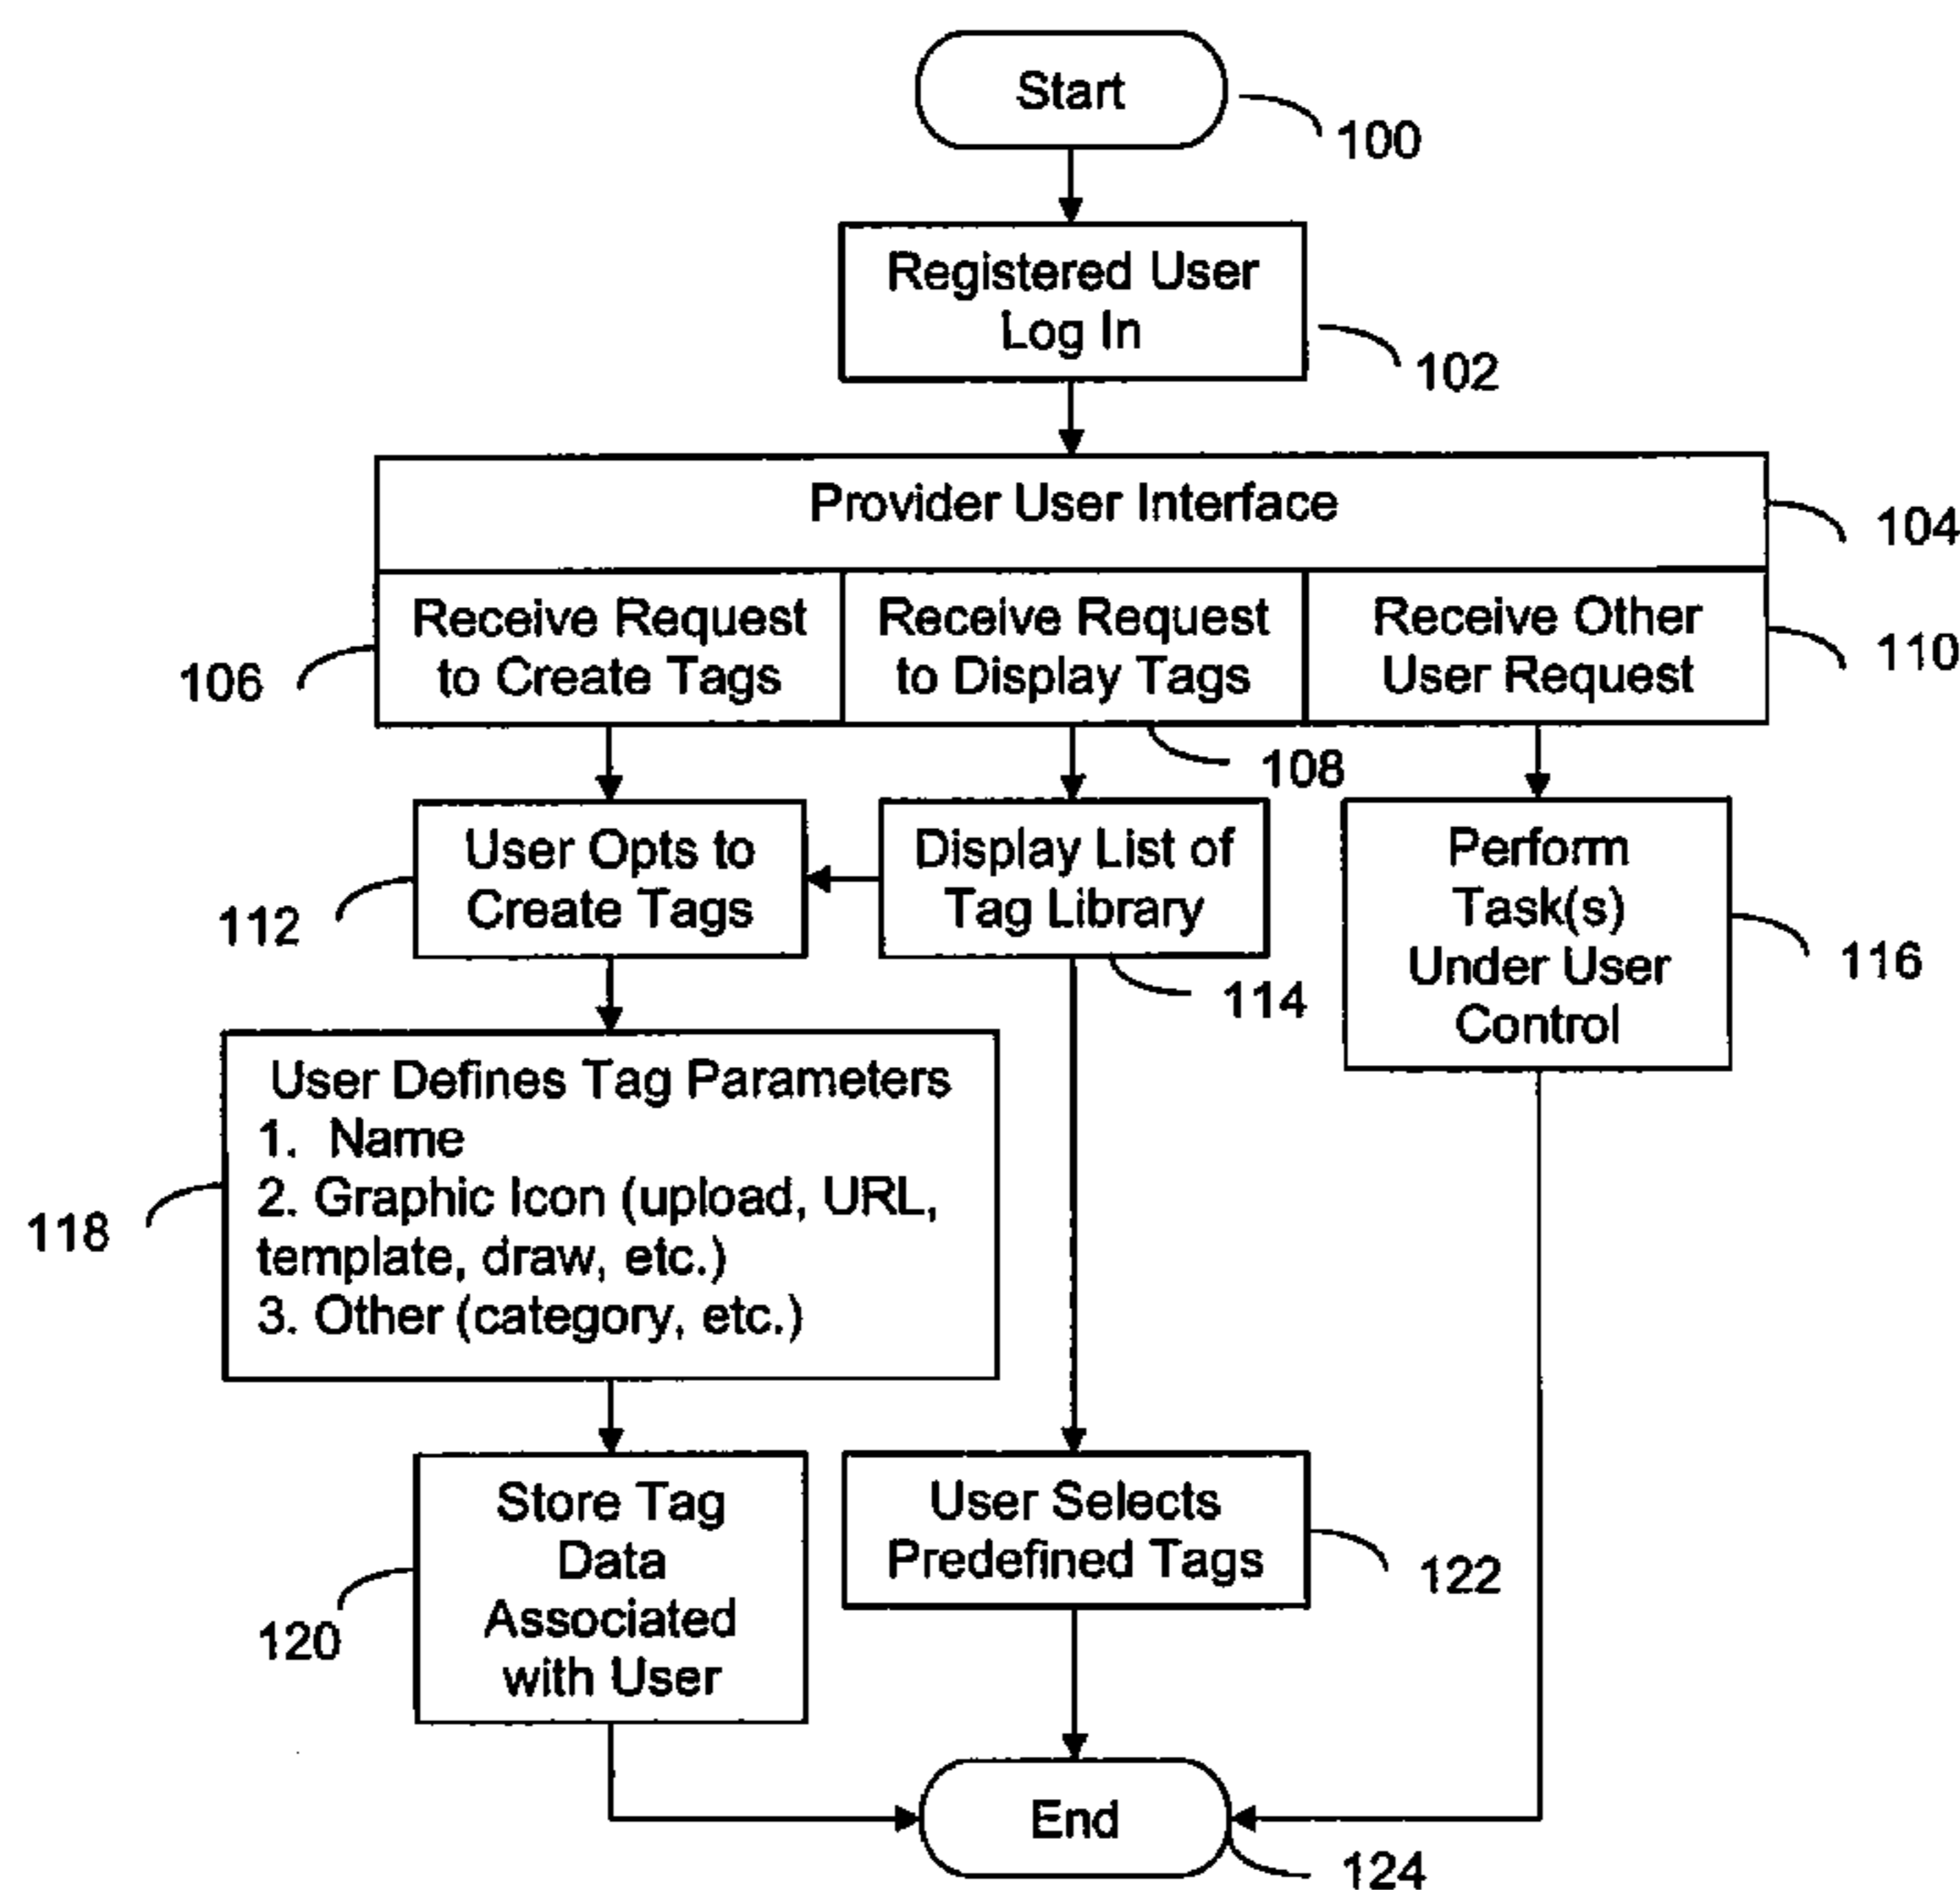 Start
100
Registered User
Log In
102
Provider User Interface
104
Receive Request
to Create Tags
106
Receive Request
to Display Tags
108
Receive Other
User Request
110
User Opts to
Create Tags
112
Display List of
Tag Library
114
Perform
Task(s)
Under User
Control
116
User Defines Tag Parameters
1. Name
2. Graphic Icon (upload, URL,
template, draw, etc.)
3. Other (category, etc.)
118
Store Tag
Data
Associated
with User
120
User Selects
Predefined Tags
122
End
124